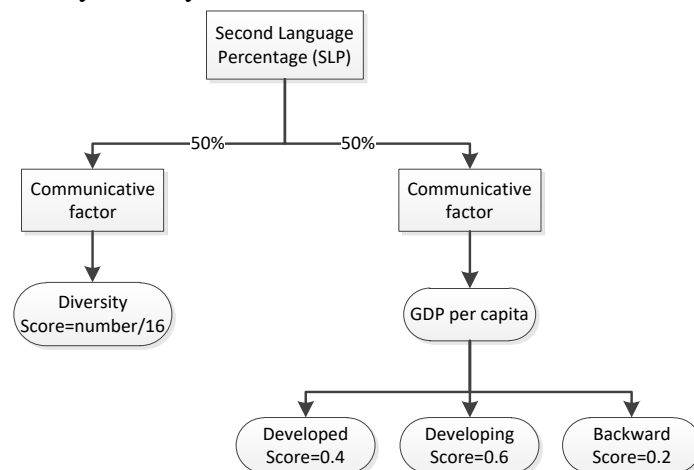 Second Language
Percentage (SLP)
50%
50%
Communicative
factor
Communicative
factor
Diversity
Score=number/16
GDP per capita
Developed
Score=0.4
Developing
Score=0.6
Backward
Score=0.2